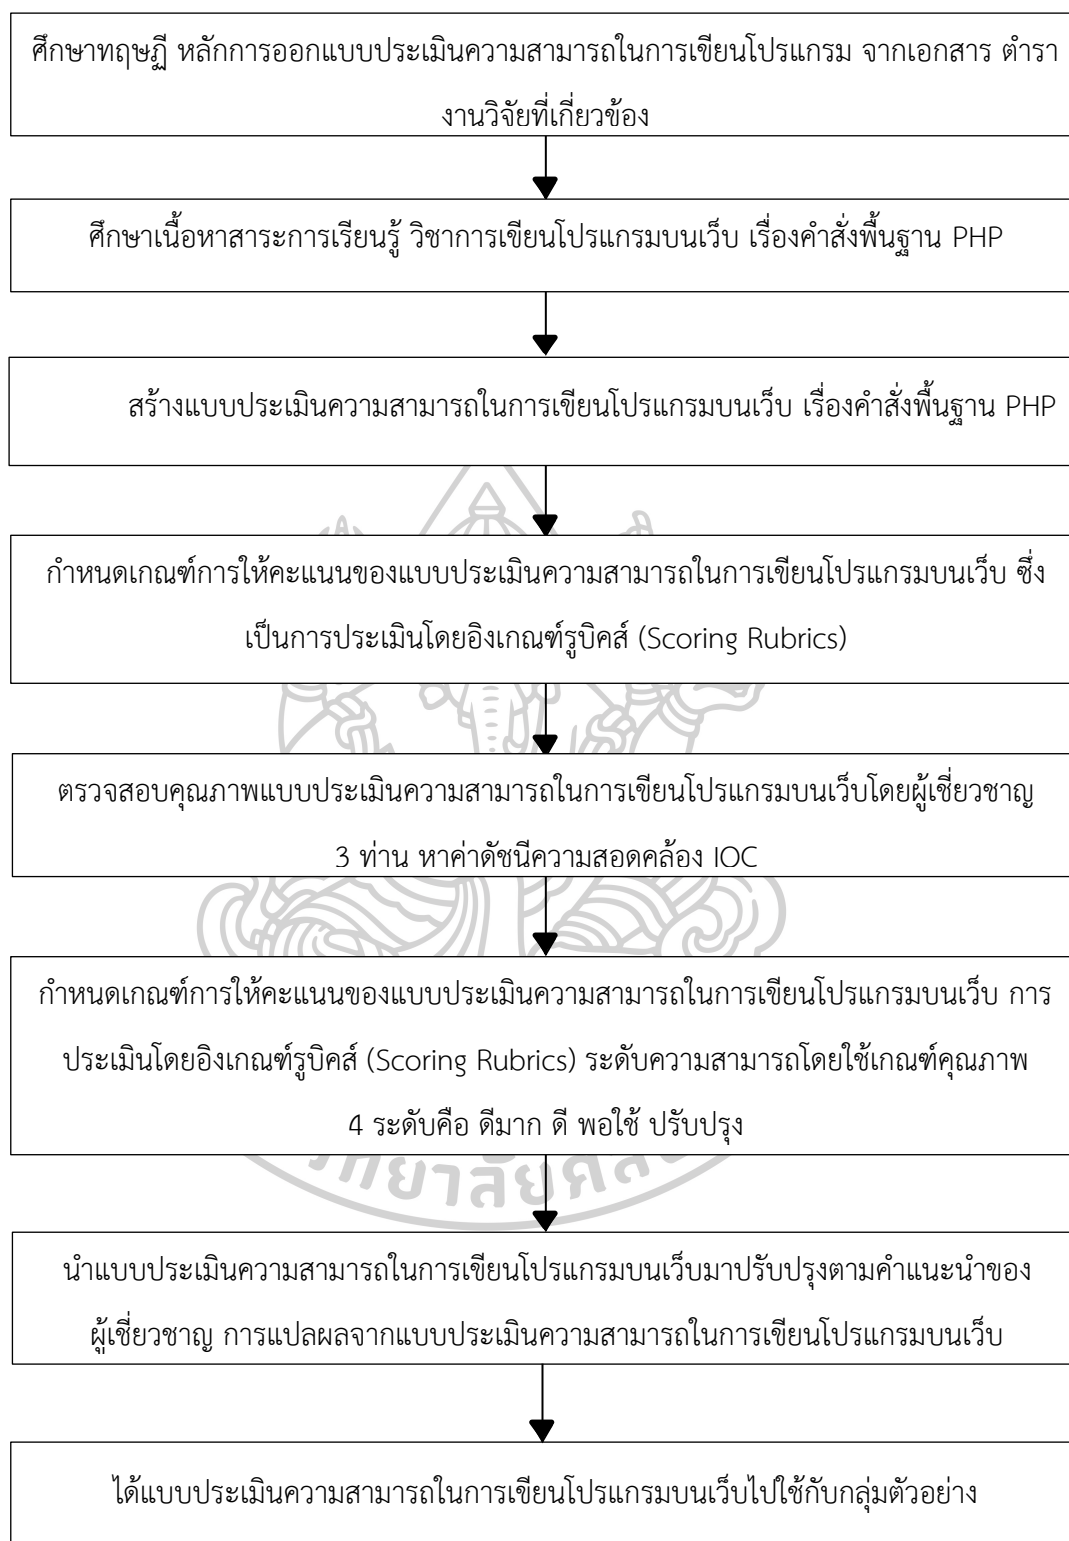 ศึกษาทฤษฎี หลักการออกแบบประเมินความสามารถในการเขียนโปรแกรม จากเอกสาร ตำรา
งานวิจัยที่เกี่ยวข้อง
ศึกษาเนื้อหาสาระการเรียนรู้ วิชาการเขียนโปรแกรมบนเว็บ เรื่องคำสั่งพื้นฐาน PHP
สร้างแบบประเมินความสามารถในการเขียนโปรแกรมบนเว็บ เรื่องคำสั่งพื้นฐาน PHP
กำหนดเกณฑ์การให้คะแนนของแบบประเมินความสามารถในการเขียนโปรแกรมบนเว็บ ซึ่ง
เป็นการประเมินโดยอิงเกณฑ์รูบิคส์ (Scoring Rubrics)
ตรวจสอบคุณภาพแบบประเมินความสามารถในการเขียนโปรแกรมบนเว็บโดยผู้เชี่ยวชาญ
3 ท่าน หาค่าดัชนีความสอดคล้อง IOC
กำหนดเกณฑ์การให้คะแนนของแบบประเมินความสามารถในการเขียนโปรแกรมบนเว็บ การ
ประเมินโดยอิงเกณฑ์รูบิคส์ (Scoring Rubrics) ระดับความสามารถโดยใช้เกณฑ์คุณภาพ
4 ระดับคือ ดีมาก ดี พอใช้ ปรับปรุง
วิทยาลัยศิลป
นำแบบประเมินความสามารถในการเขียนโปรแกรมบนเว็บมาปรับปรุงตามคำแนะนำของ
ผู้เชี่ยวชาญ การแปลผลจากแบบประเมินความสามารถในการเขียนโปรแกรมบนเว็บ
ได้แบบประเมินความสามารถในการเขียนโปรแกรมบนเว็บไปใช้กับกลุ่มตัวอย่าง